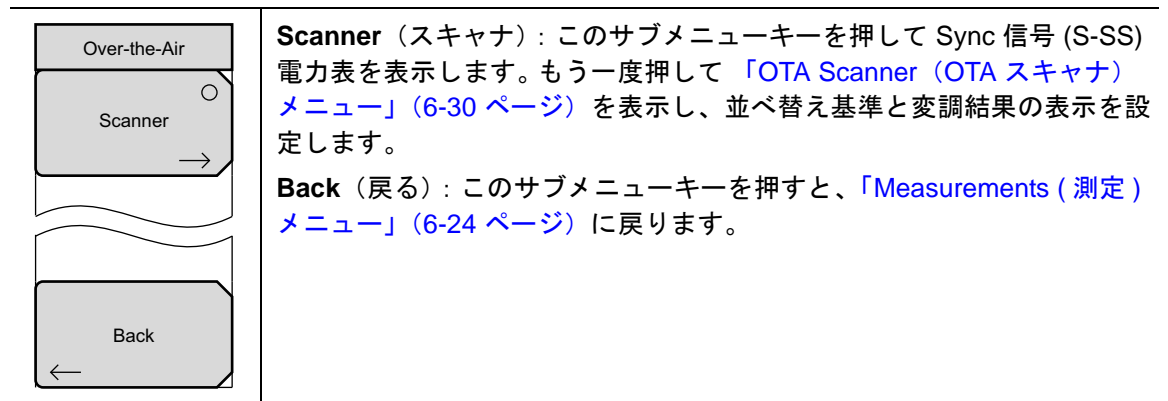 Over-the-Air
Scanner
Back
Scanner（スキャナ）: このサブメニューキーを押して Sync 信号 (S-SS)
電力表を表示します。もう一度押して 「OTA Scanner（OTA スキャナ）
メニュー」（6-30 ページ）を表示し、並べ替え基準と変調結果の表示を設
定します。
Back（戻る）: このサブメニューキーを押すと、「Measurements ( 測定 )
メニュー」（6-24 ページ）に戻ります。